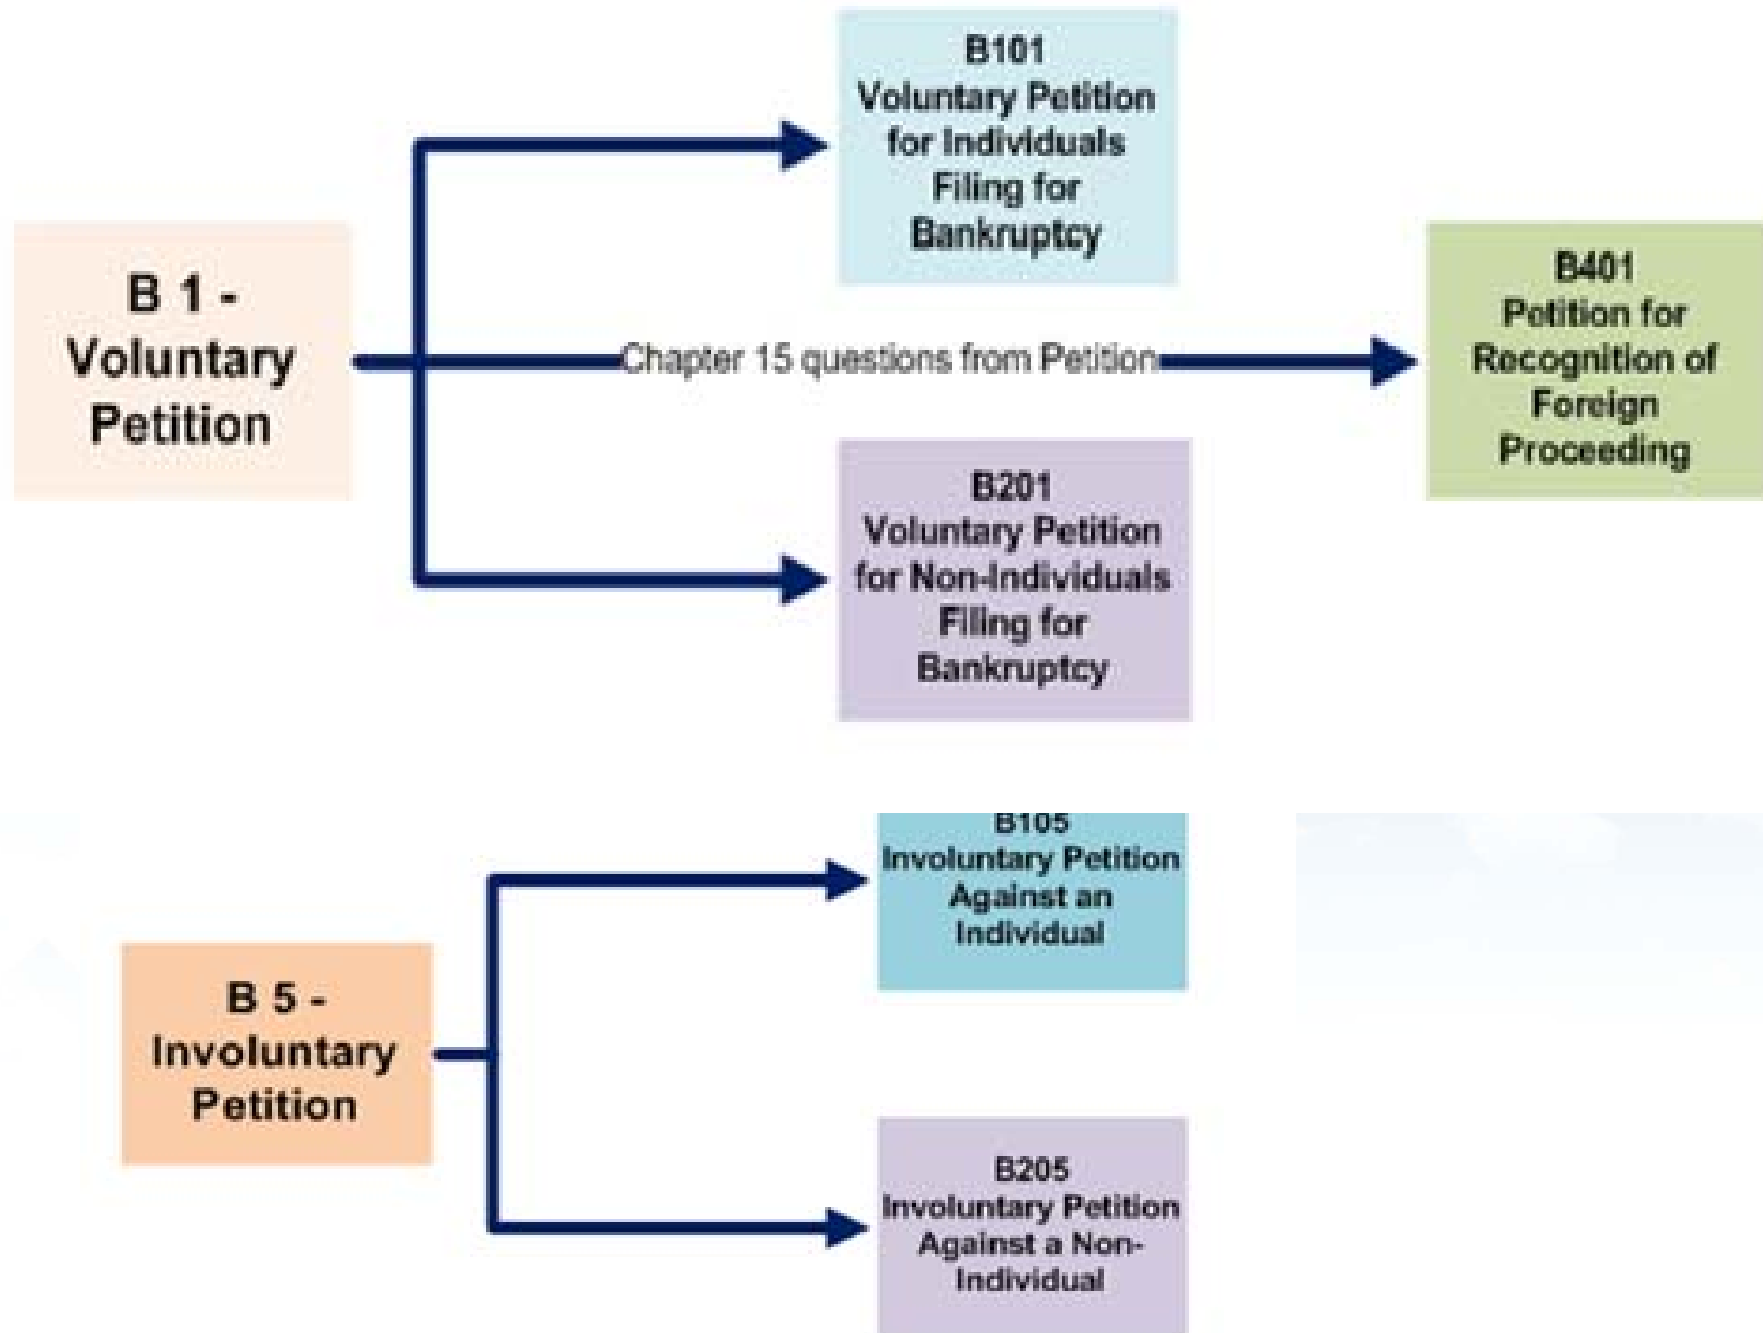 B101
Voluntary Petition
for Individuals
Filing for
Bankruptcy
B 1 -
Voluntary
Petition
Chapter 15 questions from Petition
B401
Petition for
Recognition of
Foreign
Proceeding
B201
Voluntary Petition
for Non-Individuals
Filing for
Bankruptcy
B105
Involuntary Petition
Against an
Individual
B 5 -
Involuntary
Petition
B205
Involuntary Petition
Against a Non-
Individual